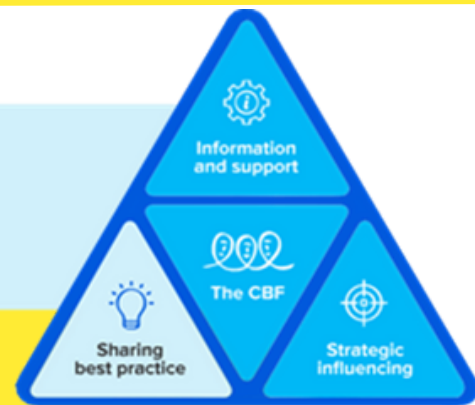 Information
and support
The CBF
Sharing
best practice
Strategic
influencing